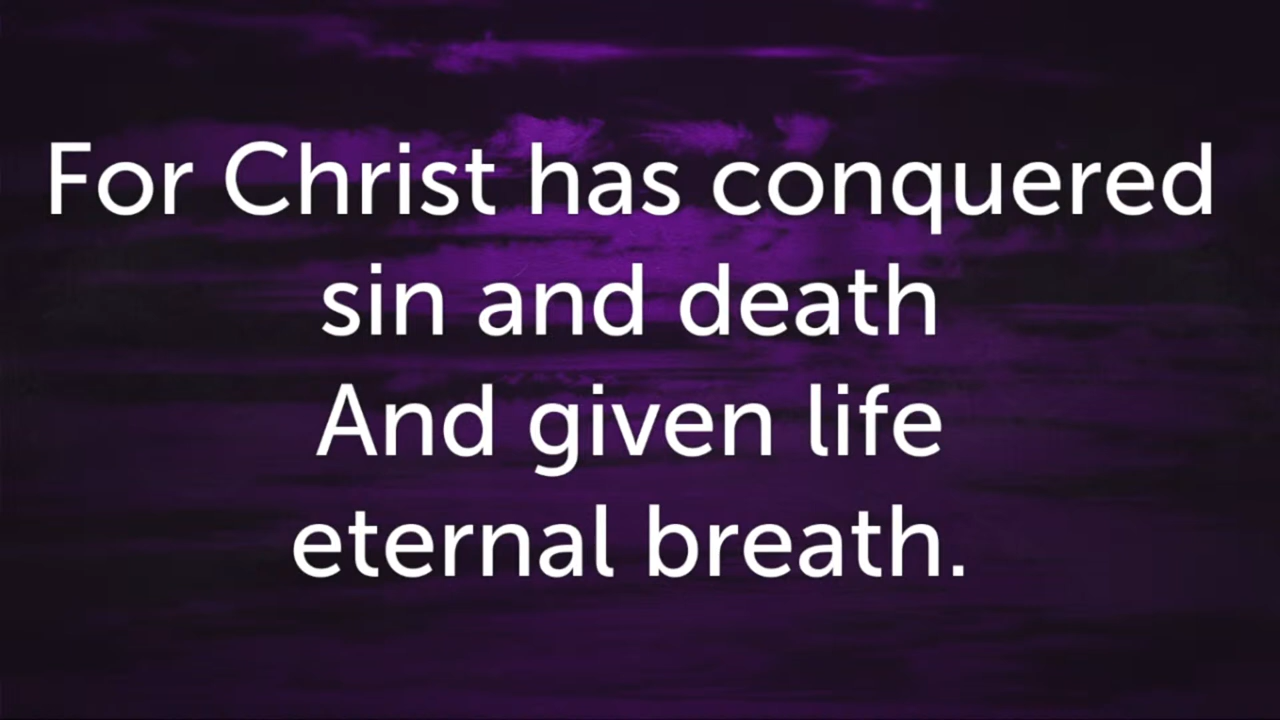 For Christ has conquered
sin and death
And given life
eternal breath.